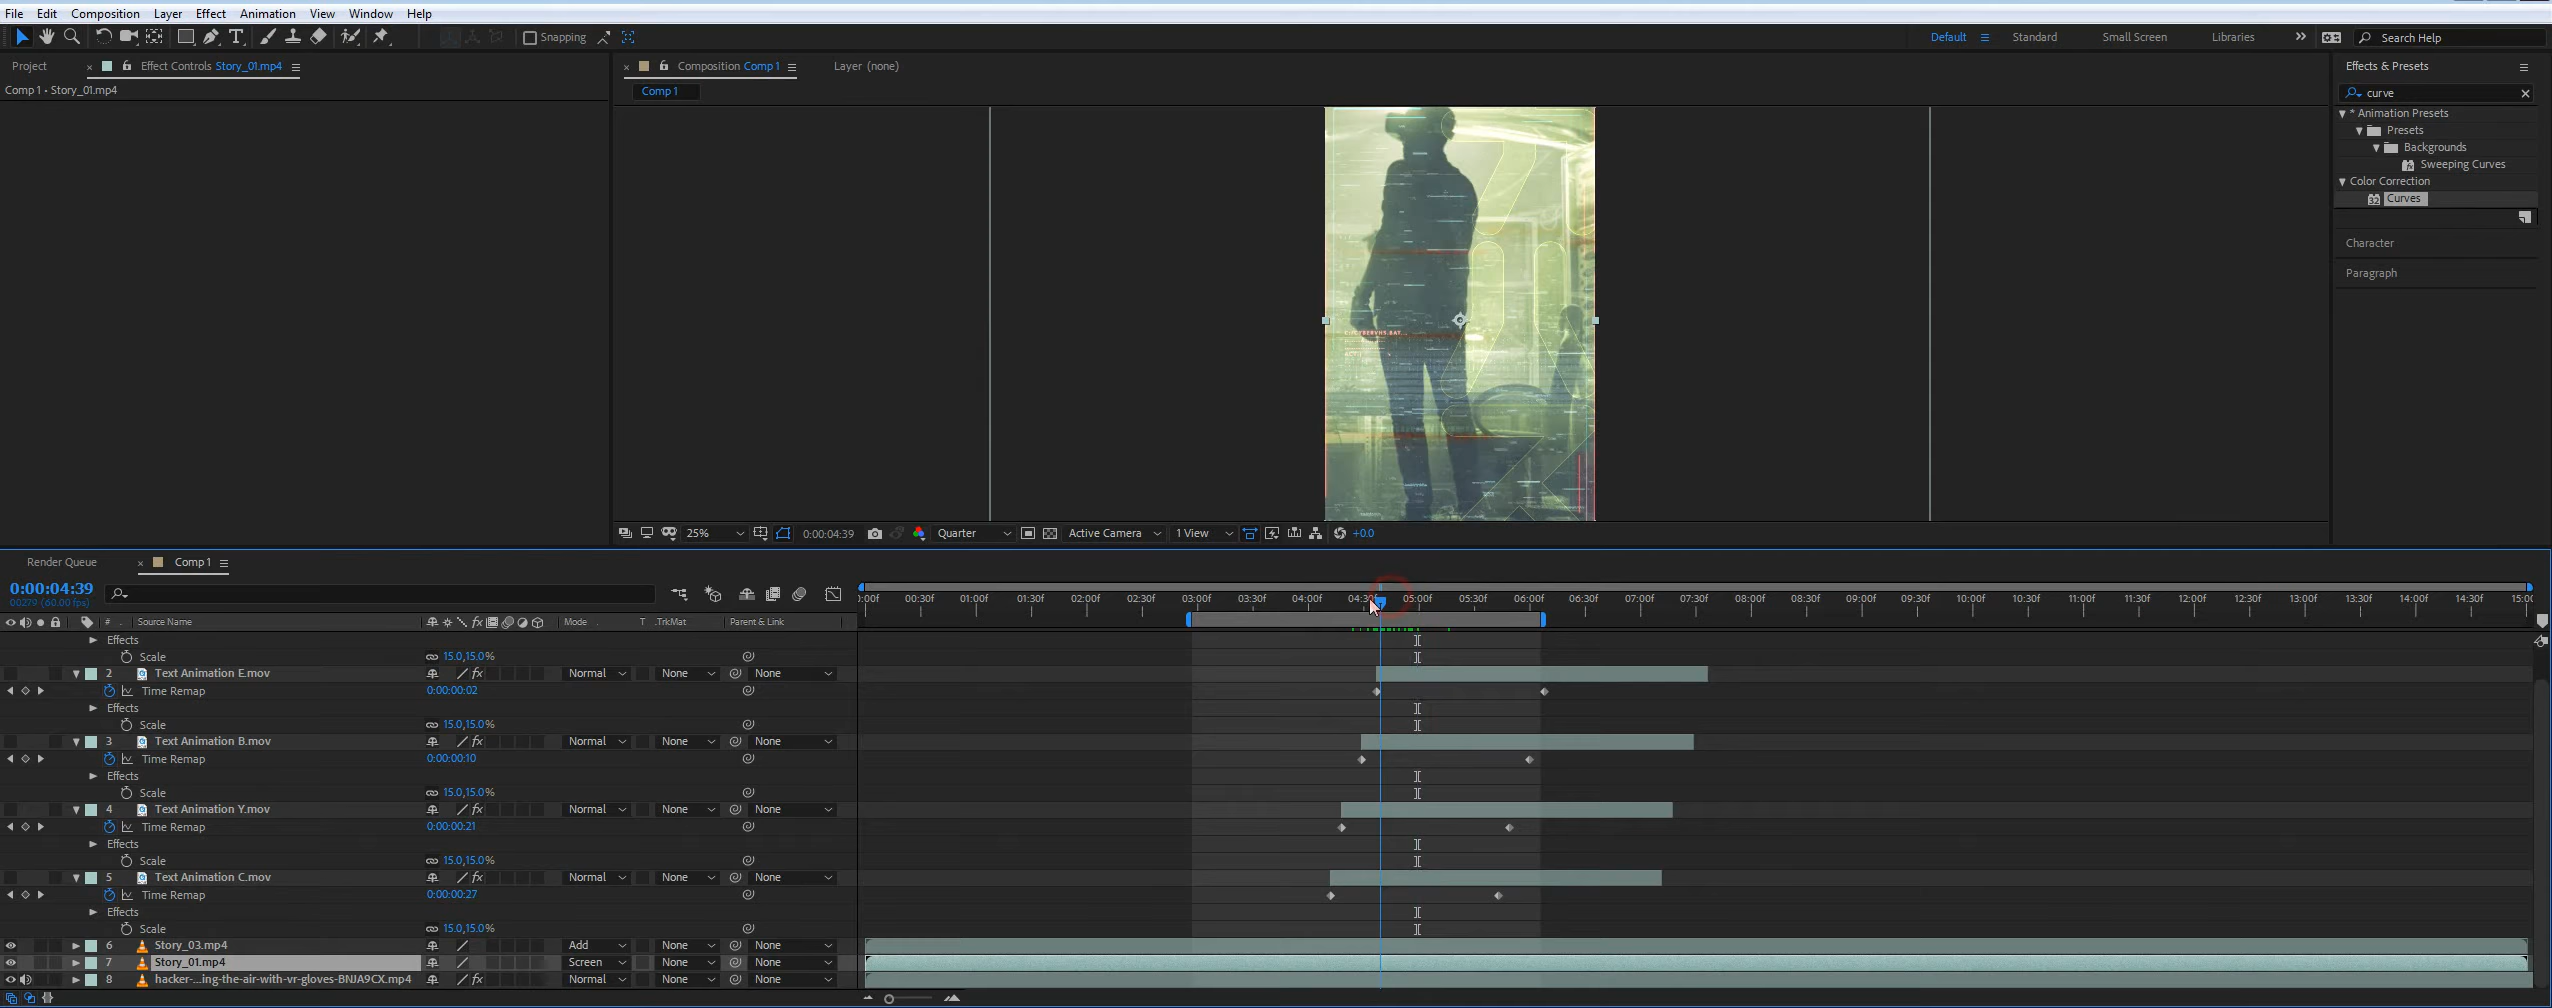 File Edit Composition Layer Effect Animation View Window Help
Snapping Default Standard Small Screen Libraries Search Help
Project Effect Controls Story_01.mp4 Composition Comp 1 Layer (none) Effects & Presets
Comp 1 • Story_01.mp4 Comp 1 curve
* Animation Presets
Presets
Backgrounds
Sweeping Curves
Color Correction
32 Curves
Character
Paragraph
25% 0:00:04:39 Quarter Active Camera 1 View +0.0
Render Queue Comp 1
0:00:04:39
00279 (60.00 fps)
:00f 00:30f 01:00f 01:30f 02:00f 02:30f 03:00f 03:30f 04:00f 04:30f 05:00f 05:30f 06:00f 06:30f 07:00f 07:30f 08:00f 08:30f 09:00f 09:30f 10:00f 10:30f 11:00f 11:30f 12:00f 12:30f 13:00f 13:30f 14:00f 14:30f 15:00
# Source Name fx Mode T .TrkMat Parent & Link
Effects
Scale 15.0,15.0%
2 Text Animation E.mov fx Normal None None
Time Remap 0:00:00:02
Effects
Scale 15.0,15.0%
3 Text Animation B.mov fx Normal None None
Time Remap 0:00:00:10
Effects
Scale 15.0,15.0%
4 Text Animation Y.mov fx Normal None None
Time Remap 0:00:00:21
Effects
Scale 15.0,15.0%
5 Text Animation C.mov fx Normal None None
Time Remap 0:00:00:27
Effects
Scale 15.0,15.0%
6 Story_03.mp4 Add None None
7 Story_01.mp4 Screen None None
8 hacker-...ing-the-air-with-vr-gloves-BNJA9CX.mp4 fx Normal None None